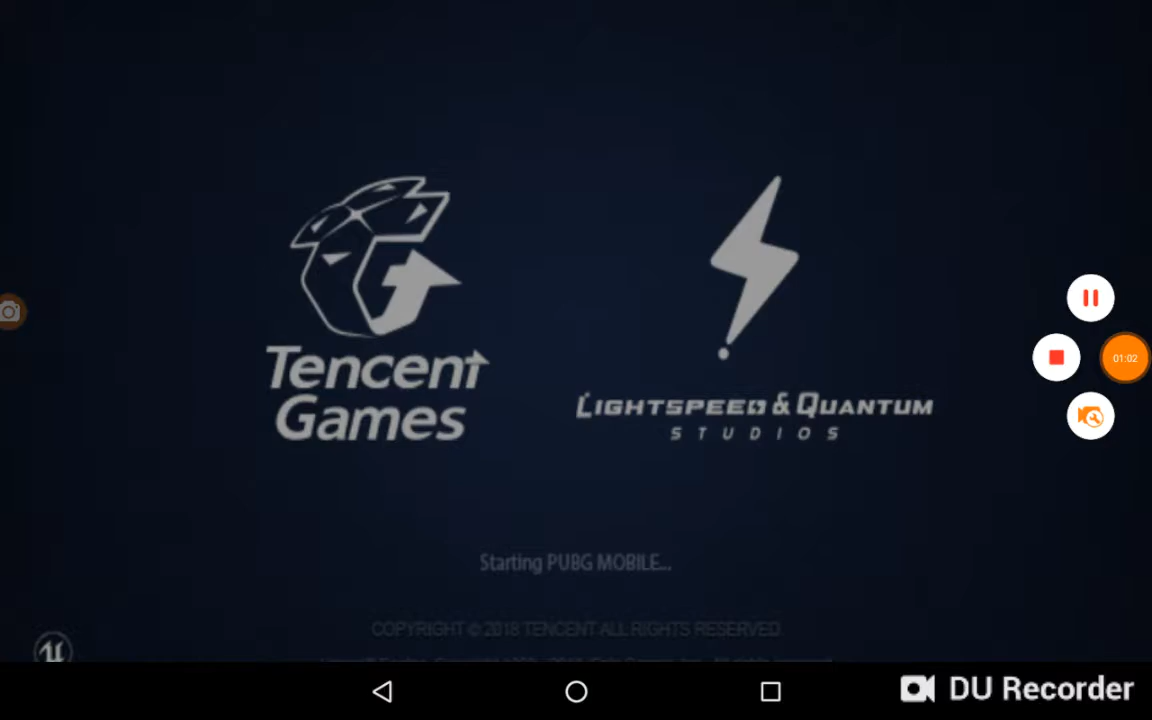 Tencent
Games
LIGHTSPEED & QUANTUM
STUDIOS
01:02
Starting PUBG MOBILE...
COPYRIGHT © 2018 TENCENT. ALL RIGHTS RESERVED.
DU Recorder